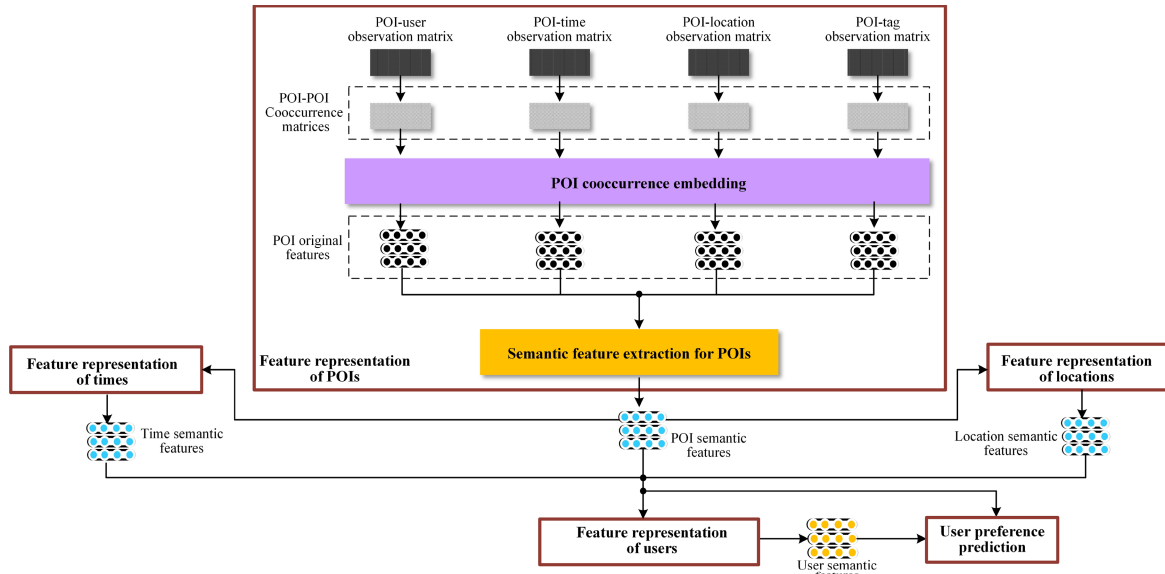 POI-user
observation matrix
POI-time
observation matrix
POI-location
observation matrix
POI-tag
observation matrix
POI-POI
Cooccurrence
matrices
POI cooccurrence embedding
POI original
features
Semantic feature extraction for POIs
Feature representation
of POIs
Feature representation
of times
Feature representation
of locations
Time semantic
features
POI semantic
features
Location semantic
features
Feature representation
of users
User semantic
features
User preference
prediction